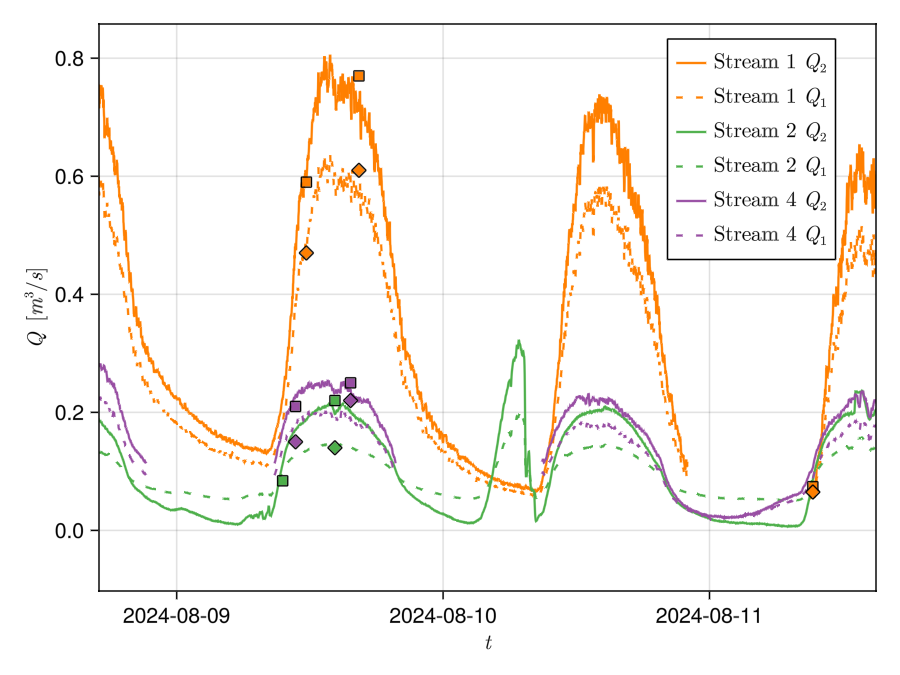 0.8
0.6
0.4
0.2
0.0
Q [m³/s]
2024-08-09
2024-08-10
2024-08-11
t
Stream 1 Q₂
Stream 1 Q₁
Stream 2 Q₂
Stream 2 Q₁
Stream 4 Q₂
Stream 4 Q₁